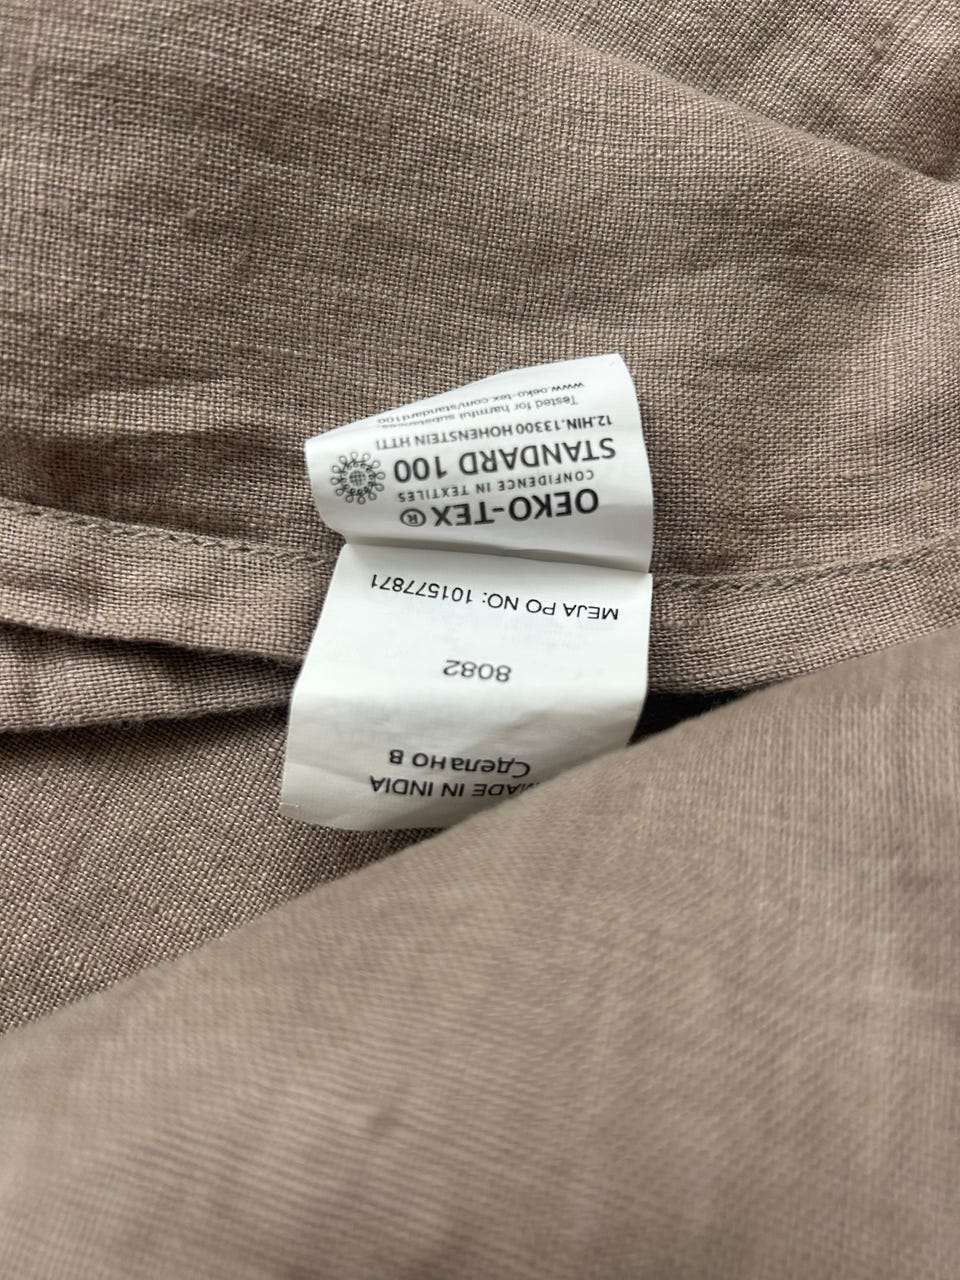 OEKO-TEX®
CONFIDENCE IN TEXTILES
STANDARD 100
12.HIN.13300 HOHENSTEIN HTTI
Tested for harmful substances.
www.oeko-tex.com/standard100
MADE IN INDIA
Сделано в
8082
MEJA PO NO: 101577871